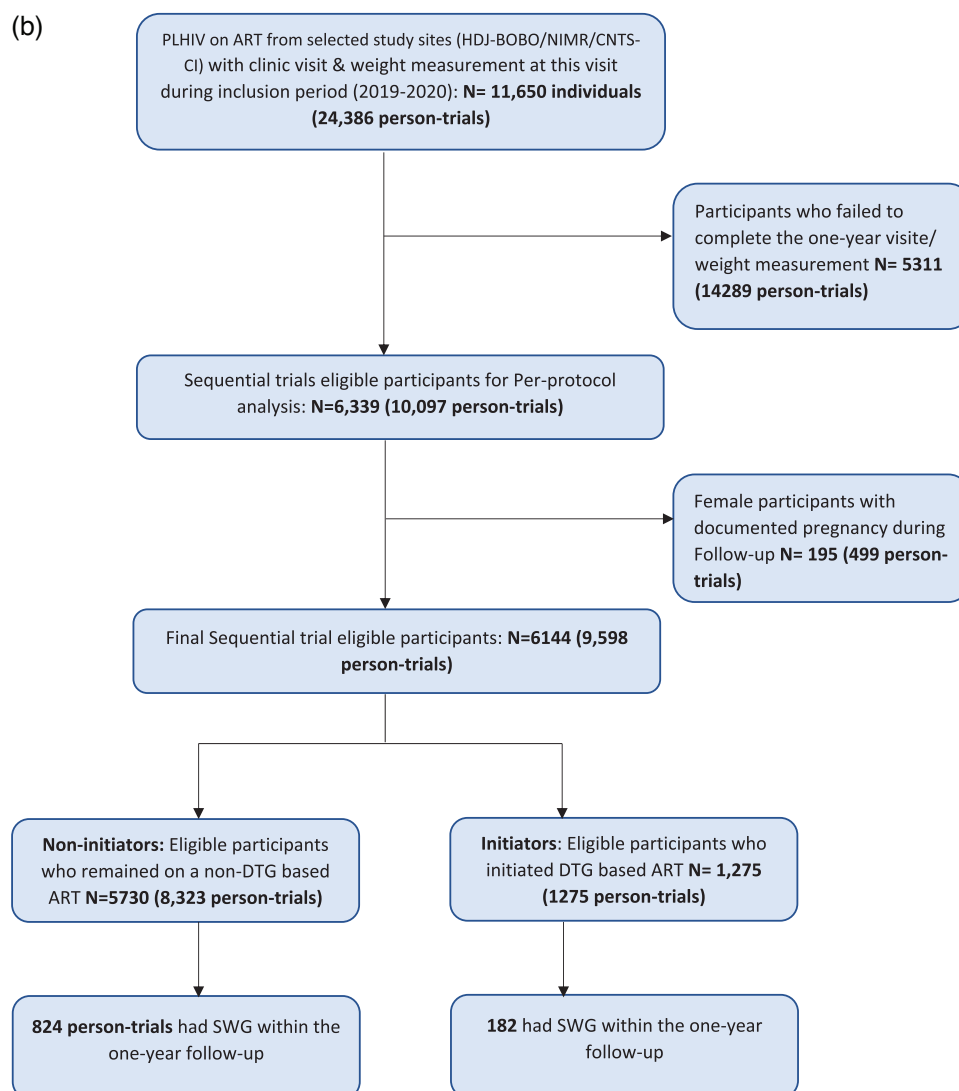 (b)
PLHIV on ART from selected study sites (HDJ-BOBO/NIMR/CNTS-
CI) with clinic visit & weight measurement at this visit
during inclusion period (2019-2020): N= 11,650 individuals
(24,386 person-trials)
Participants who failed to
complete the one-year visite/
weight measurement N= 5311
(14289 person-trials)
Sequential trials eligible participants for Per-protocol
analysis: N=6,339 (10,097 person-trials)
Female participants with
documented pregnancy during
Follow-up N= 195 (499 person-
trials)
Final Sequential trial eligible participants: N=6144 (9,598
person-trials)
Non-initiators: Eligible participants
who remained on a non-DTG based
ART N=5730 (8,323 person-trials)
Initiators: Eligible participants who
initiated DTG based ART N= 1,275
(1275 person-trials)
824 person-trials had SWG within the
one-year follow-up
182 had SWG within the one-year
follow-up